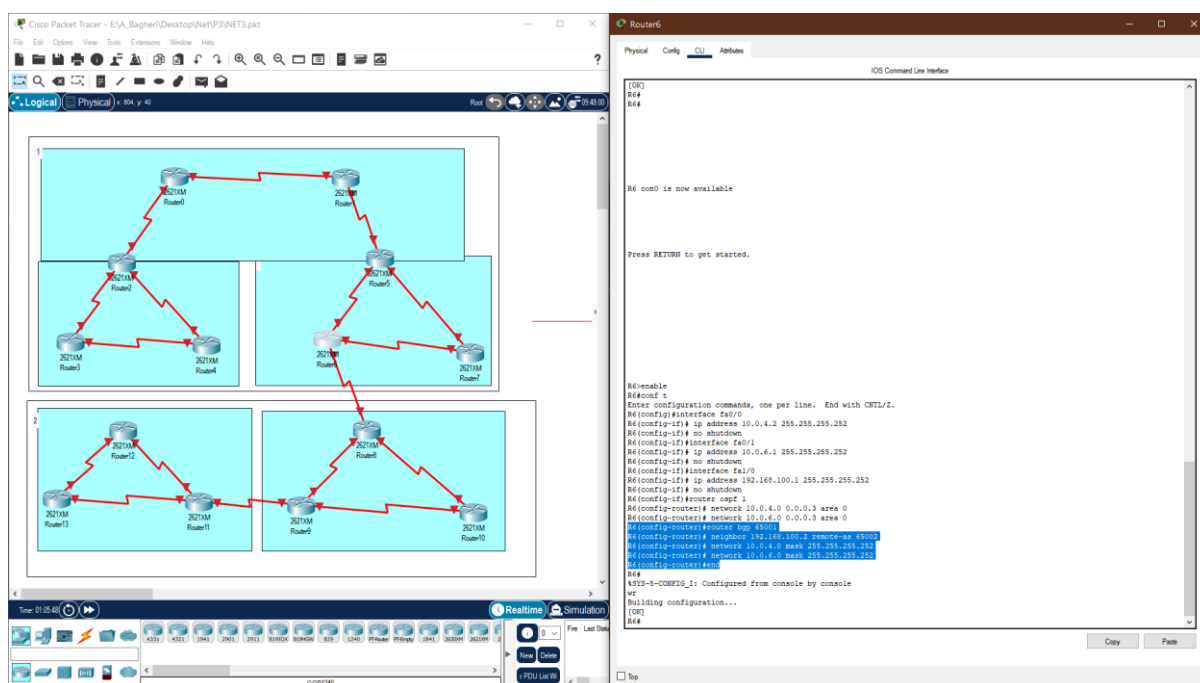 Cisco Packet Tracer - E:\A_Bagheri\Desktop\Net\P3\NET3.pkt
File Edit Options View Tools Extensions Window Help
Logical Physical x: 804, y: 40
Root 09:48:00
1
2621XM
Router0
2621XM
Router1
2621XM
Router2
2621XM
Router5
2621XM
Router3
2621XM
Router4
2621XM
2621XM
Router7
2
2621XM
Router12
2621XM
Router8
2621XM
Router13
2621XM
Router11
2621XM
Router9
2621XM
Router10
Time: 01:05:48
Realtime Simulation
4331 4321 1941 2901 2911 819IOX 819HGW 829 1240 PT-Router PT-Empty 1841 2620XM 2621XM
0
Fire Last Status
New Delete
PDU List Wi
Router6
Physical Config CLI Attributes
IOS Command Line Interface
[OK]
R6#
R6#
R6 con0 is now available
Press RETURN to get started.
R6>enable
R6#conf t
Enter configuration commands, one per line. End with CNTL/Z.
R6(config)#interface fa0/0
R6(config-if)# ip address 10.0.4.2 255.255.255.252
R6(config-if)# no shutdown
R6(config-if)#interface fa0/1
R6(config-if)# ip address 10.0.6.1 255.255.255.252
R6(config-if)# no shutdown
R6(config-if)#interface fa1/0
R6(config-if)# ip address 192.168.100.1 255.255.255.252
R6(config-if)# no shutdown
R6(config-if)#router ospf 1
R6(config-router)# network 10.0.4.0 0.0.0.3 area 0
R6(config-router)# network 10.0.6.0 0.0.0.3 area 0
R6(config-router)#router bgp 65001
R6(config-router)# neighbor 192.168.100.2 remote-as 65002
R6(config-router)# network 10.0.4.0 mask 255.255.255.252
R6(config-router)# network 10.0.6.0 mask 255.255.255.252
R6(config-router)#end
R6#
%SYS-5-CONFIG_I: Configured from console by console
wr
Building configuration...
[OK]
R6#
Copy Paste
Top